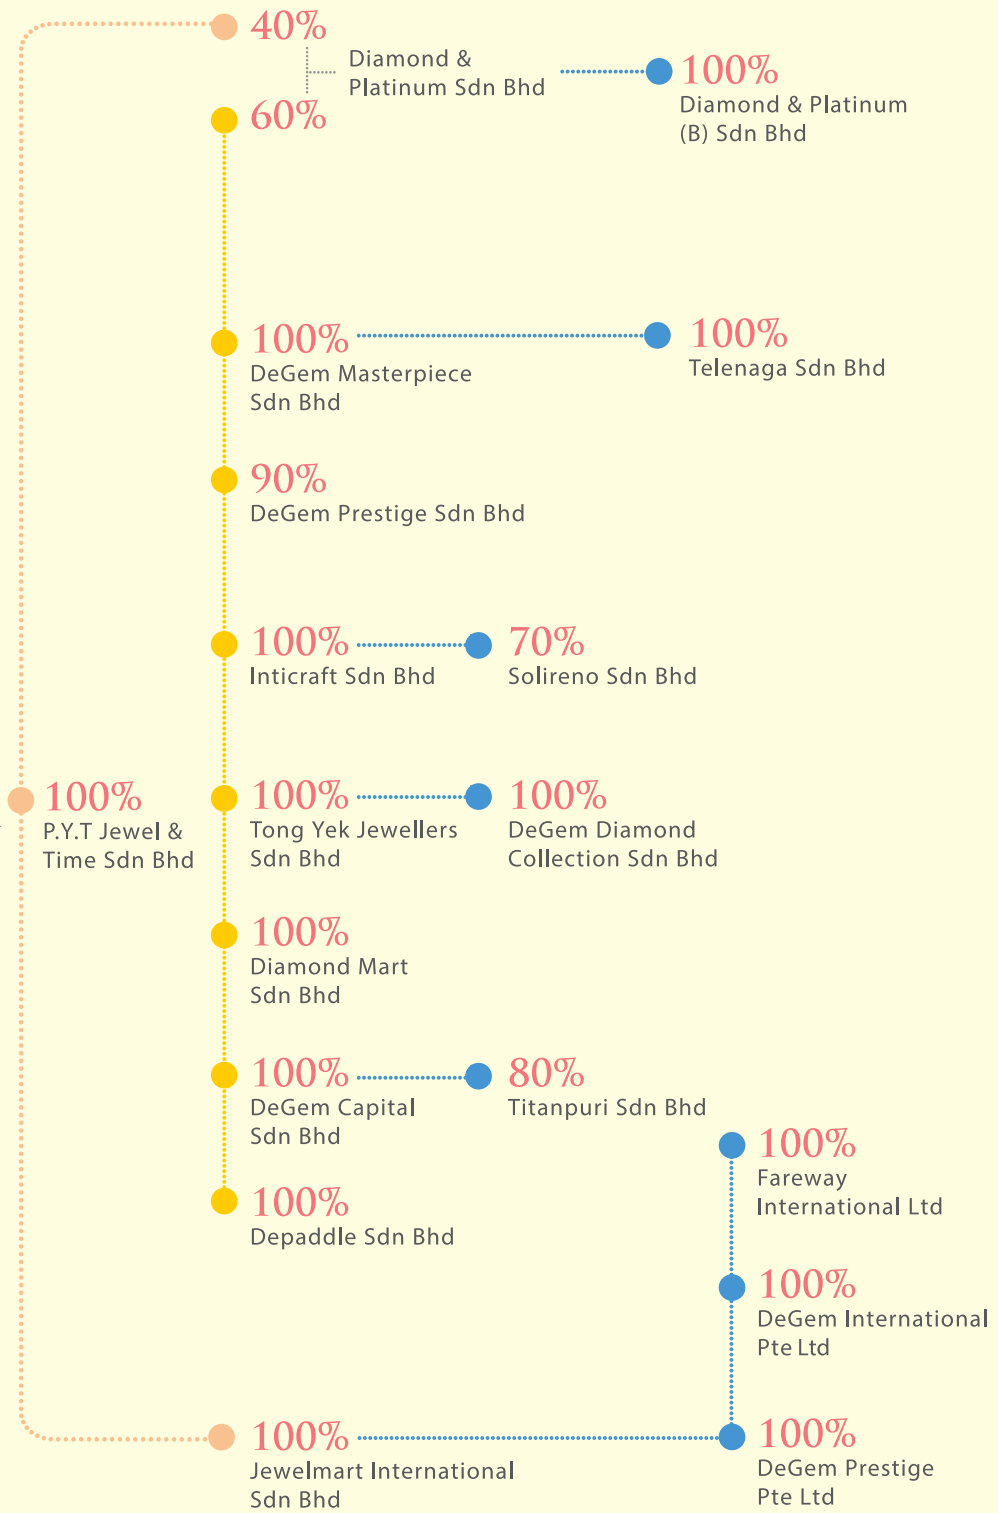 40%
Diamond &
Platinum Sdn Bhd
100%
Diamond & Platinum
(B) Sdn Bhd
60%
100%
DeGem Masterpiece
Sdn Bhd
100%
Telenaga Sdn Bhd
90%
DeGem Prestige Sdn Bhd
100%
Inticraft Sdn Bhd
70%
Solireno Sdn Bhd
100%
P.Y.T Jewel &
Time Sdn Bhd
100%
Tong Yek Jewellers
Sdn Bhd
100%
DeGem Diamond
Collection Sdn Bhd
100%
Diamond Mart
Sdn Bhd
100%
DeGem Capital
Sdn Bhd
80%
Titanpuri Sdn Bhd
100%
Depaddle Sdn Bhd
100%
Fareway
International Ltd
100%
DeGem International
Pte Ltd
100%
Jewelmart International
Sdn Bhd
100%
DeGem Prestige
Pte Ltd